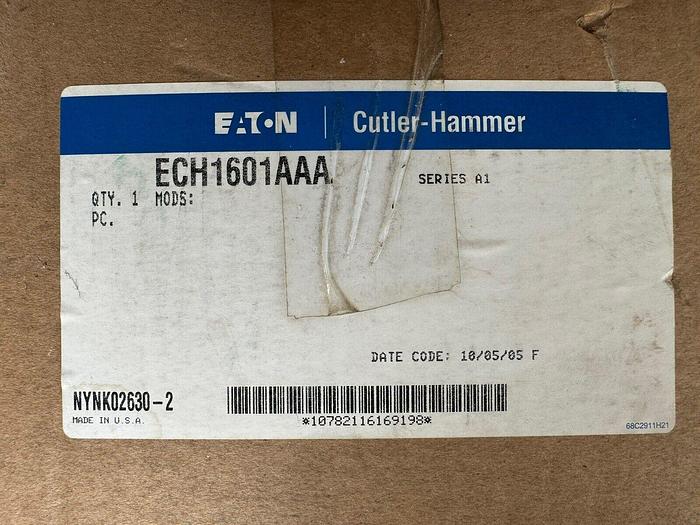 EATON | Cutler-Hammer
ECH1601AAA
SERIES A1
QTY. 1 MODS:
PC.
DATE CODE: 10/05/05 F
NYNK02630-2
MADE IN U.S.A.
*10782116169198*
68C2911H21